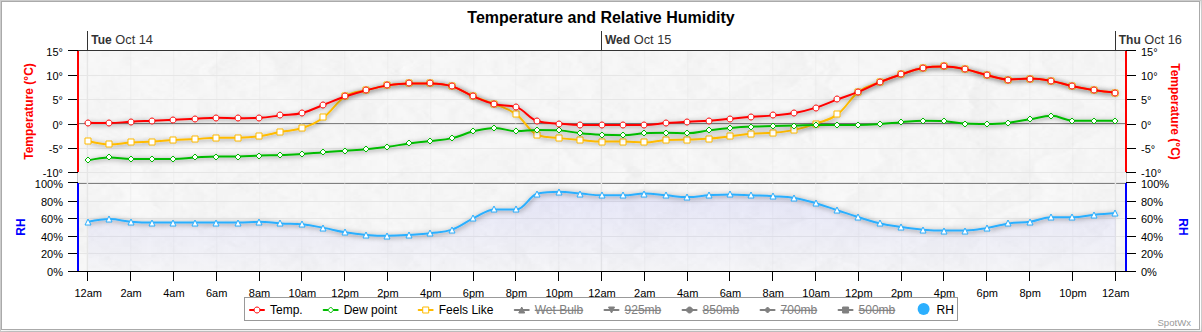 Temperature and Relative Humidity
Tue Oct 14 Wed Oct 15 Thu Oct 16
15° 15°
10° 10°
5° 5°
0° 0°
-5° -5°
-10° -10°
Temperature (°C) Temperature (°C)
100% 100%
80% 80%
60% 60%
40% 40%
20% 20%
0% 0%
RH RH
12am 2am 4am 6am 8am 10am 12pm 2pm 4pm 6pm 8pm 10pm 12am 2am 4am 6am 8am 10am 12pm 2pm 4pm 6pm 8pm 10pm 12am
Temp. Dew point Feels Like Wet Bulb 925mb 850mb 700mb 500mb RH
SpotWx